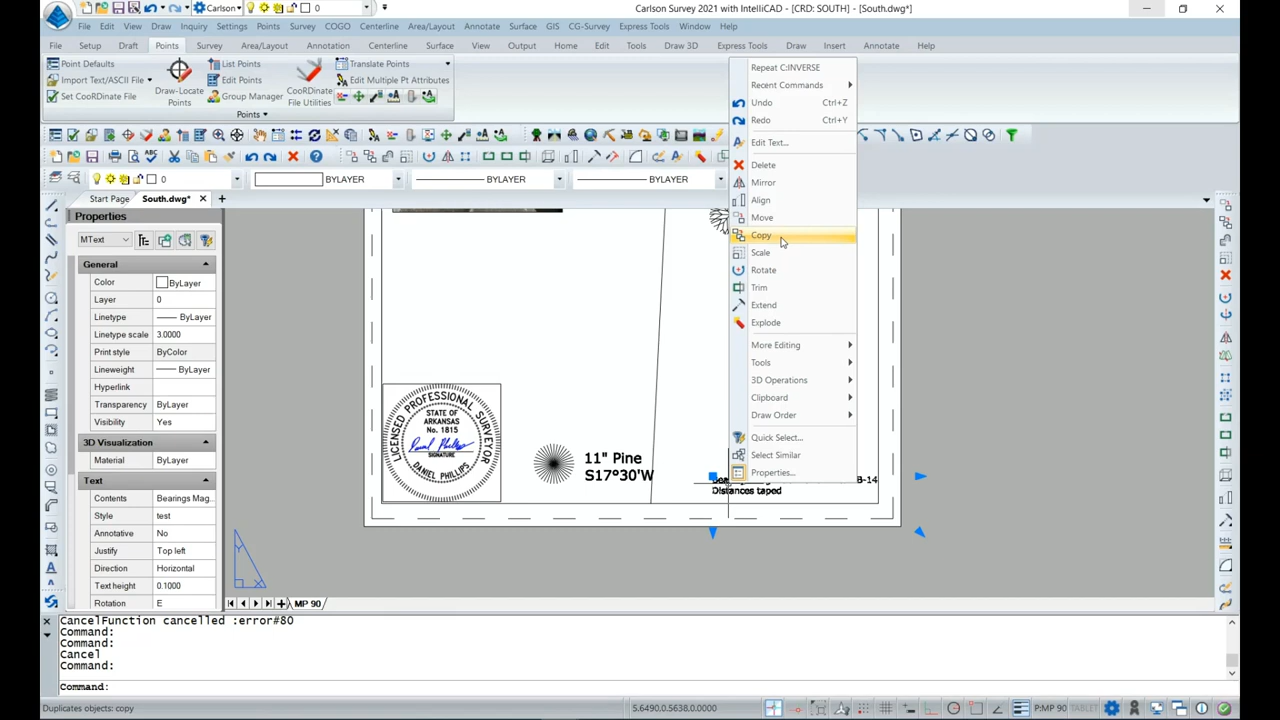 Carlson
Carlson Survey 2021 with IntelliCAD - [CRD: SOUTH] - [South.dwg*]
File Edit View Draw Inquiry Settings Points Survey COGO Centerline Area/Layout Surface GIS CG-Survey Express Tools Window Help
File Setup Draft Points Survey Area/Layout Annotation Centerline Surface View Output Home Edit Tools Draw 3D Express Tools Draw Insert Annotate Help
Point Defaults
Import Text/ASCII File
Set CooRDinate File
Draw-Locate Points
List Points
Edit Points
Group Manager
CooRDinate File Utilities
Translate Points
Edit Multiple Pt Attributes
Points
0 BYLAYER BYLAYER BYLAYER
Start Page South.dwg*
Properties
MText
General
Color ByLayer
Layer 0
Linetype ByLayer
Linetype scale 3.0000
Print style ByColor
Lineweight ByLayer
Hyperlink
Transparency ByLayer
Visibility Yes
3D Visualization
Material ByLayer
Text
Contents Bearings Mag...
Style test
Annotative No
Justify Top left
Direction Horizontal
Text height 0.1000
Rotation E
Repeat C:INVERSE
Recent Commands
Undo Ctrl+Z
Redo Ctrl+Y
Edit Text...
Delete
Mirror
Align
Move
Copy
Scale
Rotate
Trim
Extend
Explode
More Editing
Tools
3D Operations
Clipboard
Draw Order
Quick Select...
Select Similar
Properties...
LICENSED PROFESSIONAL SURVEYOR
STATE OF
ARKANSAS
No. 1815
SIGNATURE
DANIEL PHILLIPS
11" Pine
S17°30'W
B-14
Distances taped
Y
X
MP 90
CancelFunction cancelled :error#80
Command:
Command:
Cancel
Command:
Command:
Duplicates objects: copy
5.6490,0.5638,0.0000
P:MP 90 TABLET